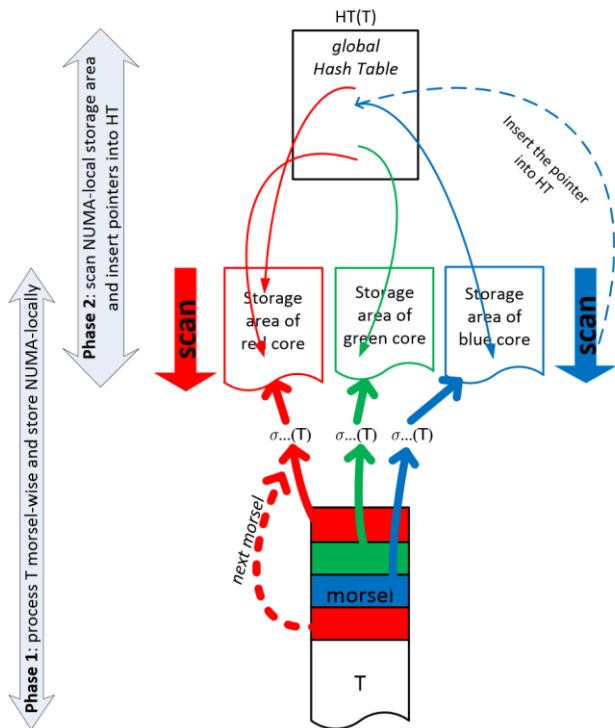 HT(T)
global
Hash Table
Insert the pointer
into HT
Phase 2: scan NUMA-local storage area
and insert pointers into HT
scan
Storage
area of
red core
Storage
area of
green core
Storage
area of
blue core
scan
σ...(T)
σ...(T)
σ...(T)
Phase 1: process T morsel-wise and store NUMA-locally
next morsel
morsel
T